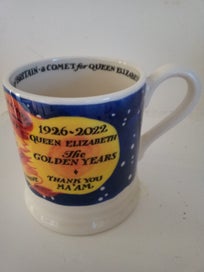 BRITAIN • A COMET for QUEEN ELIZABETH
1926-2022
QUEEN ELIZABETH
The
GOLDEN YEARS
THANK YOU
MA'AM.